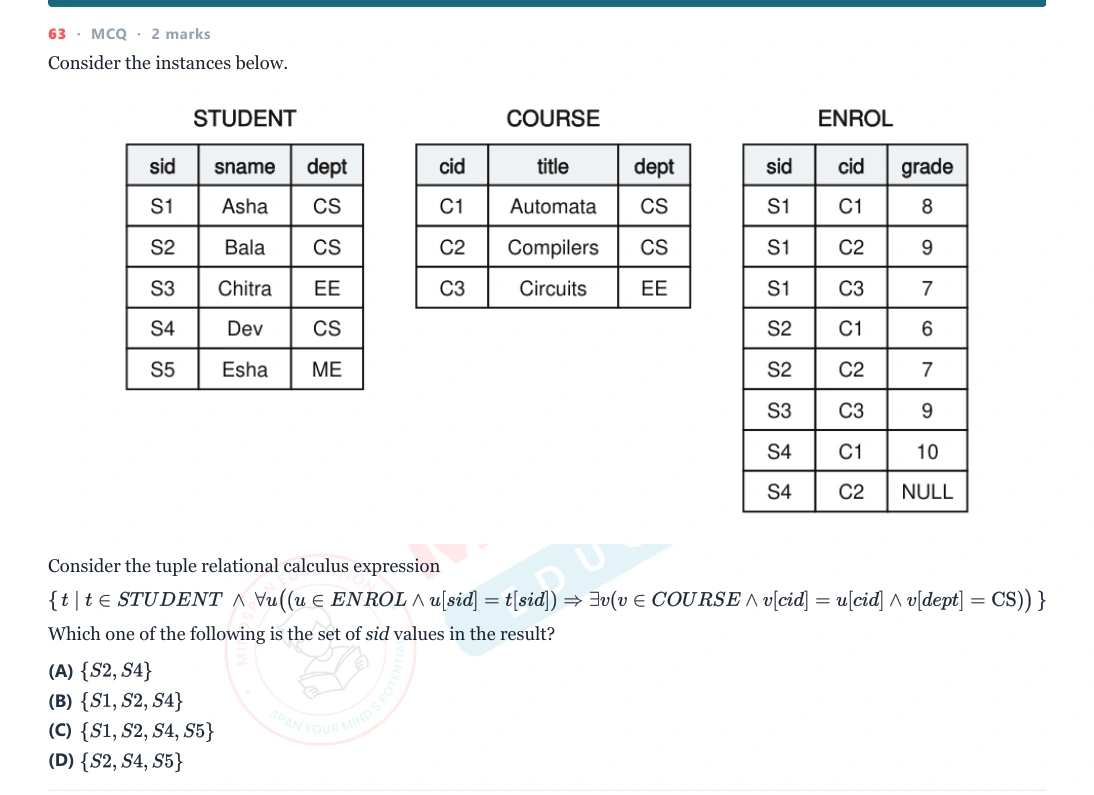 63 · MCQ · 2 marks
Consider the instances below.
STUDENT
sid sname dept
S1 Asha CS
S2 Bala CS
S3 Chitra EE
S4 Dev CS
S5 Esha ME
COURSE
cid title dept
C1 Automata CS
C2 Compilers CS
C3 Circuits EE
ENROL
sid cid grade
S1 C1 8
S1 C2 9
S1 C3 7
S2 C1 6
S2 C2 7
S3 C3 9
S4 C1 10
S4 C2 NULL
Consider the tuple relational calculus expression
{ t | t ∈ STUDENT ∧ ∀u((u ∈ ENROL ∧ u[sid] = t[sid]) ⇒ ∃v(v ∈ COURSE ∧ v[cid] = u[cid] ∧ v[dept] = CS)) }
Which one of the following is the set of sid values in the result?
(A) {S2, S4}
(B) {S1, S2, S4}
(C) {S1, S2, S4, S5}
(D) {S2, S4, S5}
SPAN YOUR MIND'S POTENTIAL